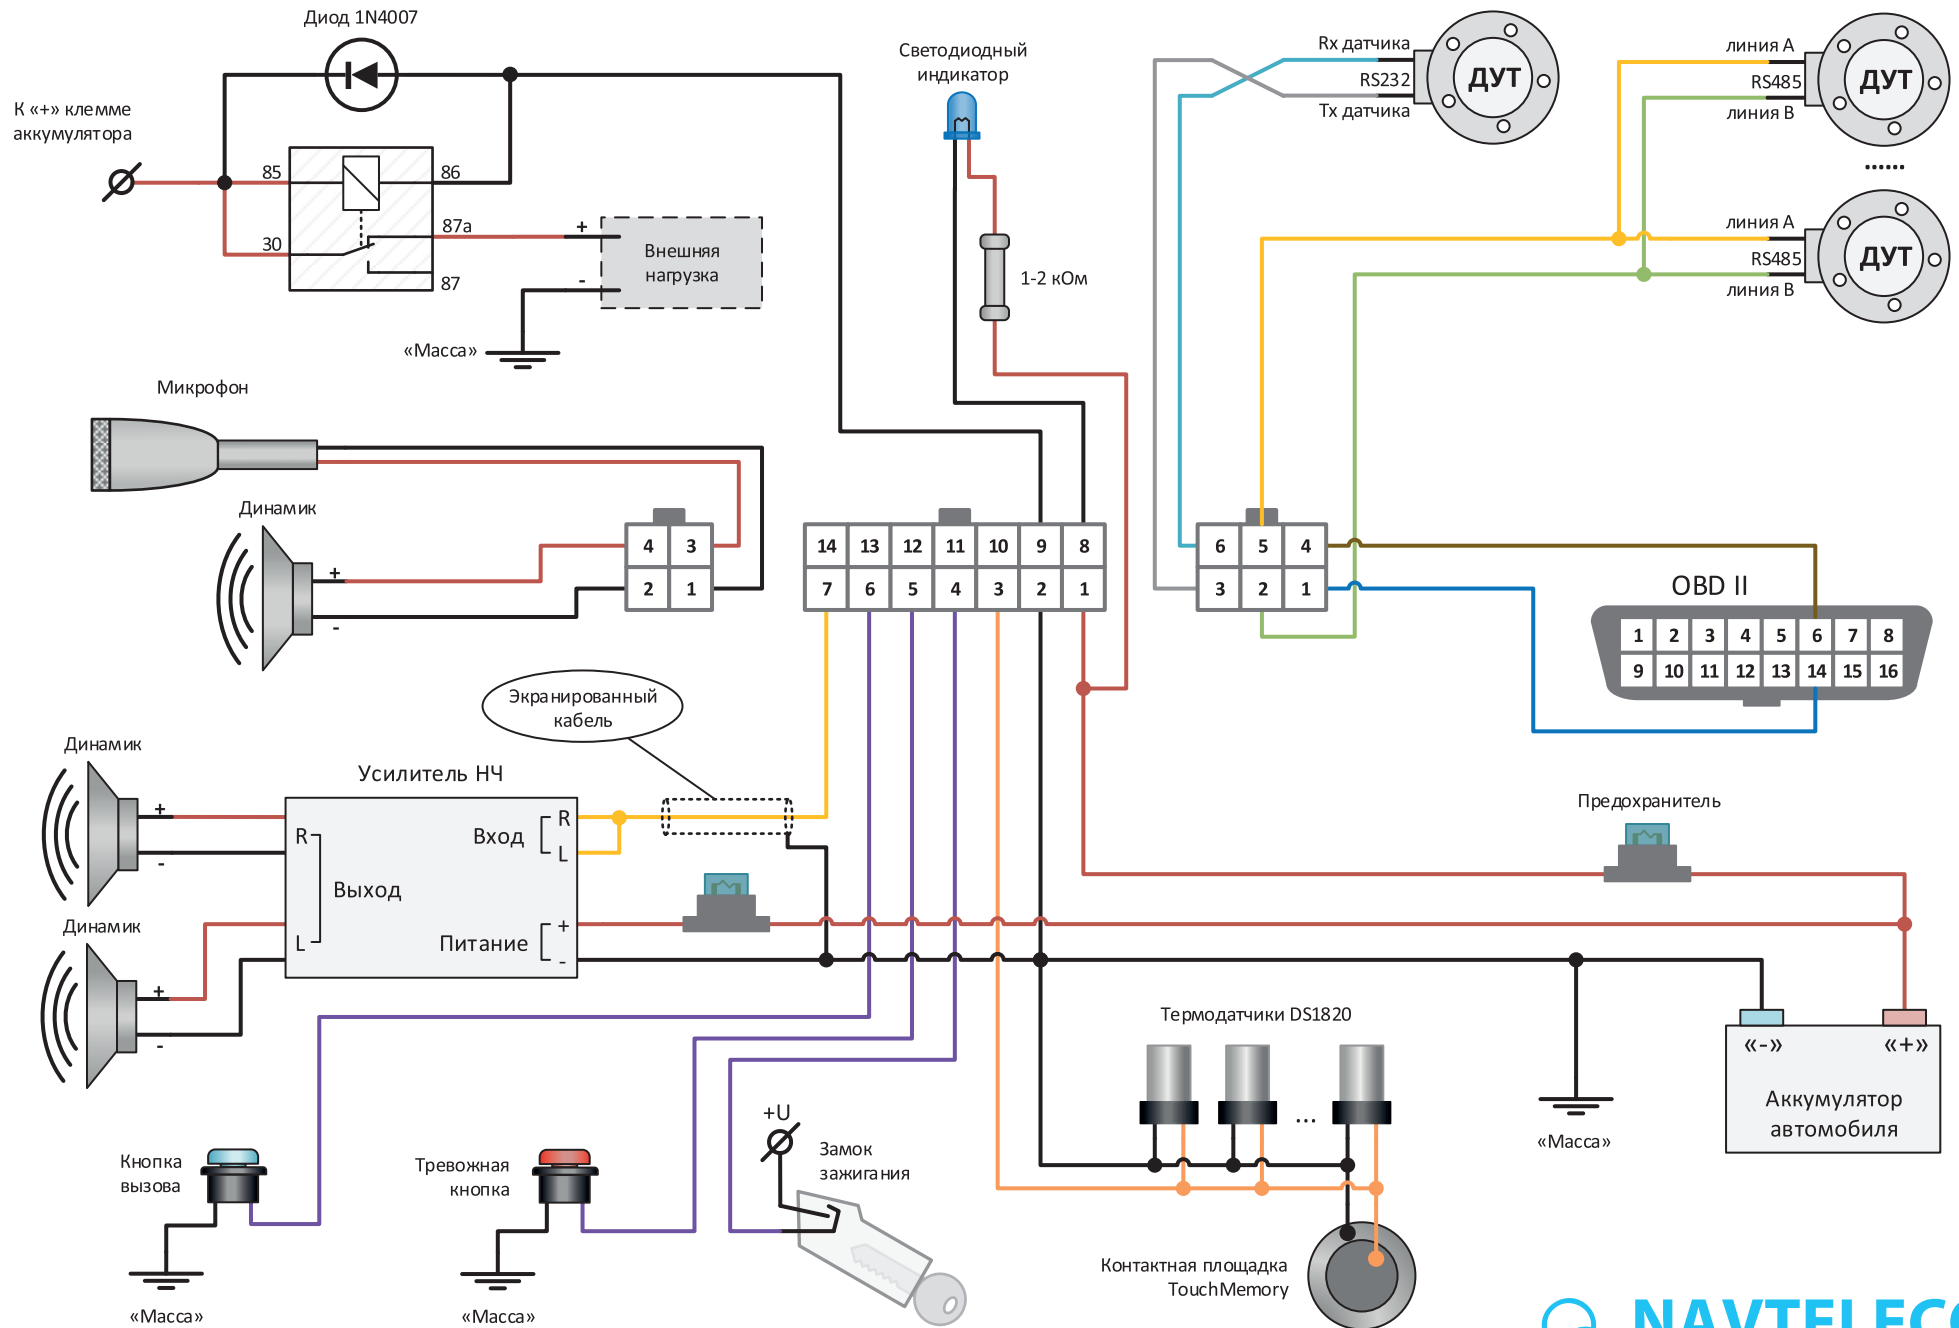 Диод 1N4007
К «+» клемме
аккумулятора
85
86
30
87a
87
+
Внешняя
нагрузка
-
«Масса»
Светодиодный
индикатор
1-2 кОм
Rx датчика
RS232
Tx датчика
ДУТ
линия A
RS485
линия B
ДУТ
......
линия A
RS485
линия B
ДУТ
Микрофон
Динамик
+
-
4 3
2 1
14 13 12 11 10 9 8
7 6 5 4 3 2 1
6 5 4
3 2 1
OBD II
1 2 3 4 5 6 7 8
9 10 11 12 13 14 15 16
Экранированный
кабель
Динамик
+
-
Усилитель НЧ
R
Выход
L
Вход
R
L
Питание
+
-
Динамик
+
-
Предохранитель
Термодатчики DS1820
...
«Масса»
«-» «+»
Аккумулятор
автомобиля
Кнопка
вызова
«Масса»
Тревожная
кнопка
«Масса»
+U
Замок
зажигания
Контактная площадка
TouchMemory